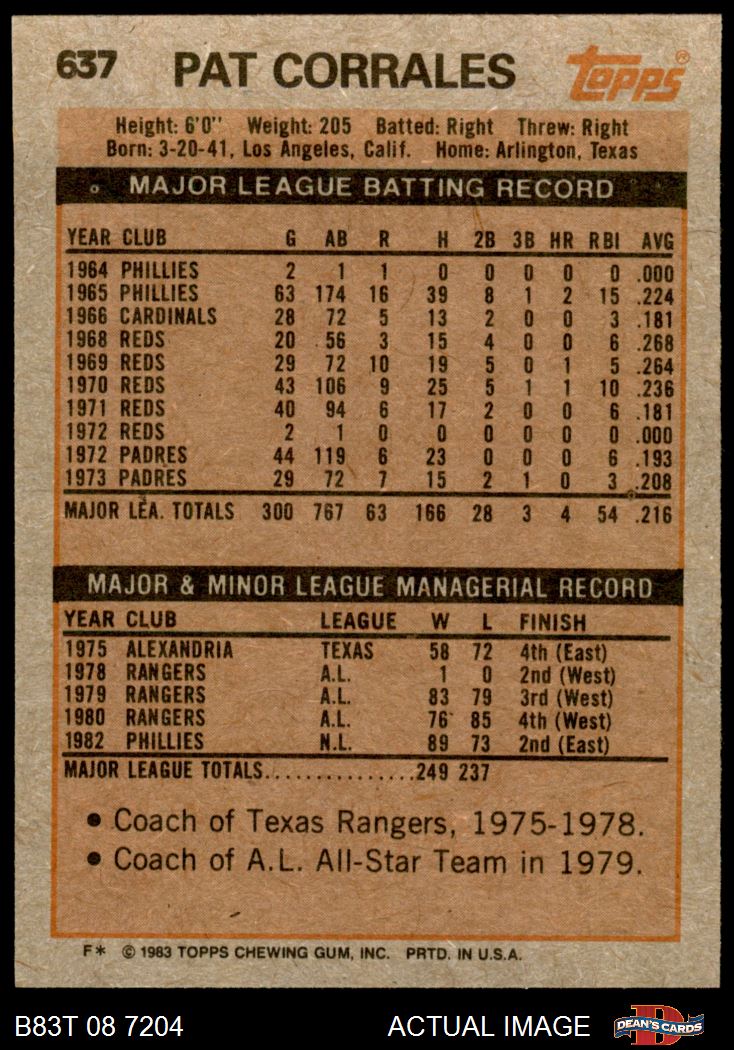 637 PAT CORRALES Topps®
Height: 6'0" Weight: 205 Batted: Right Threw: Right
Born: 3-20-41, Los Angeles, Calif. Home: Arlington, Texas
MAJOR LEAGUE BATTING RECORD
YEAR CLUB G AB R H 2B 3B HR RBI AVG
1964 PHILLIES 2 1 1 0 0 0 0 0 .000
1965 PHILLIES 63 174 16 39 8 1 2 15 .224
1966 CARDINALS 28 72 5 13 2 0 0 3 .181
1968 REDS 20 56 3 15 4 0 0 6 .268
1969 REDS 29 72 10 19 5 0 1 5 .264
1970 REDS 43 106 9 25 5 1 1 10 .236
1971 REDS 40 94 6 17 2 0 0 6 .181
1972 REDS 2 1 0 0 0 0 0 0 .000
1972 PADRES 44 119 6 23 0 0 0 6 .193
1973 PADRES 29 72 7 15 2 1 0 3 .208
MAJOR LEA. TOTALS 300 767 63 166 28 3 4 54 .216
MAJOR & MINOR LEAGUE MANAGERIAL RECORD
YEAR CLUB LEAGUE W L FINISH
1975 ALEXANDRIA TEXAS 58 72 4th (East)
1978 RANGERS A.L. 1 0 2nd (West)
1979 RANGERS A.L. 83 79 3rd (West)
1980 RANGERS A.L. 76 85 4th (West)
1982 PHILLIES N.L. 89 73 2nd (East)
MAJOR LEAGUE TOTALS...............249 237
• Coach of Texas Rangers, 1975-1978.
• Coach of A.L. All-Star Team in 1979.
F* © 1983 TOPPS CHEWING GUM, INC. PRTD. IN U.S.A.
B83T 08 7204 ACTUAL IMAGE D DEAN'S CARDS